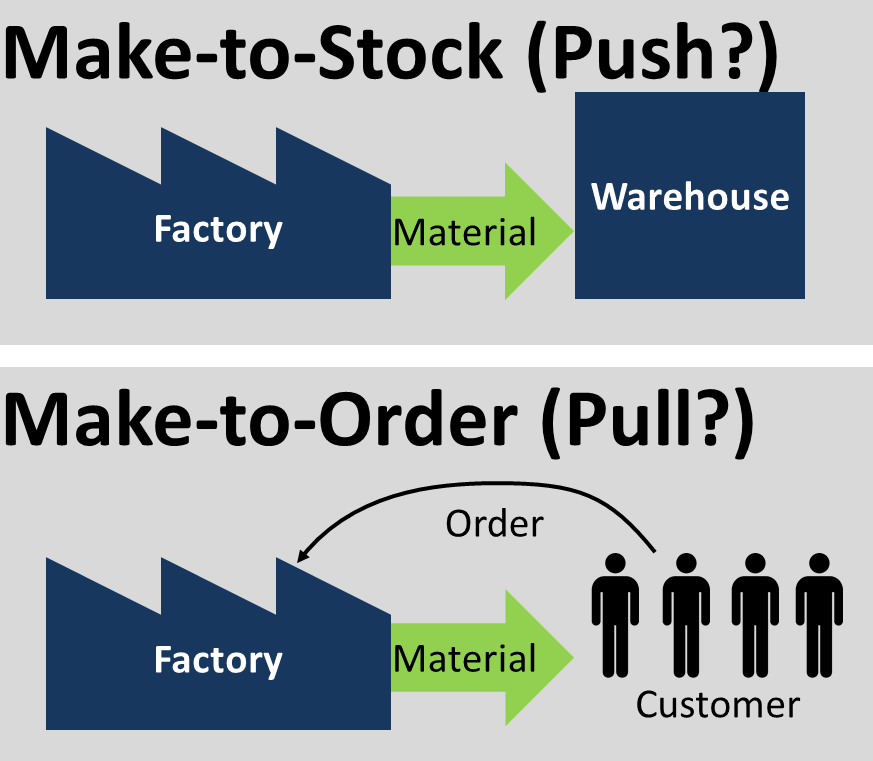 Make-to-Stock (Push?)
Factory
Material
Warehouse
Make-to-Order (Pull?)
Order
Factory
Material
Customer